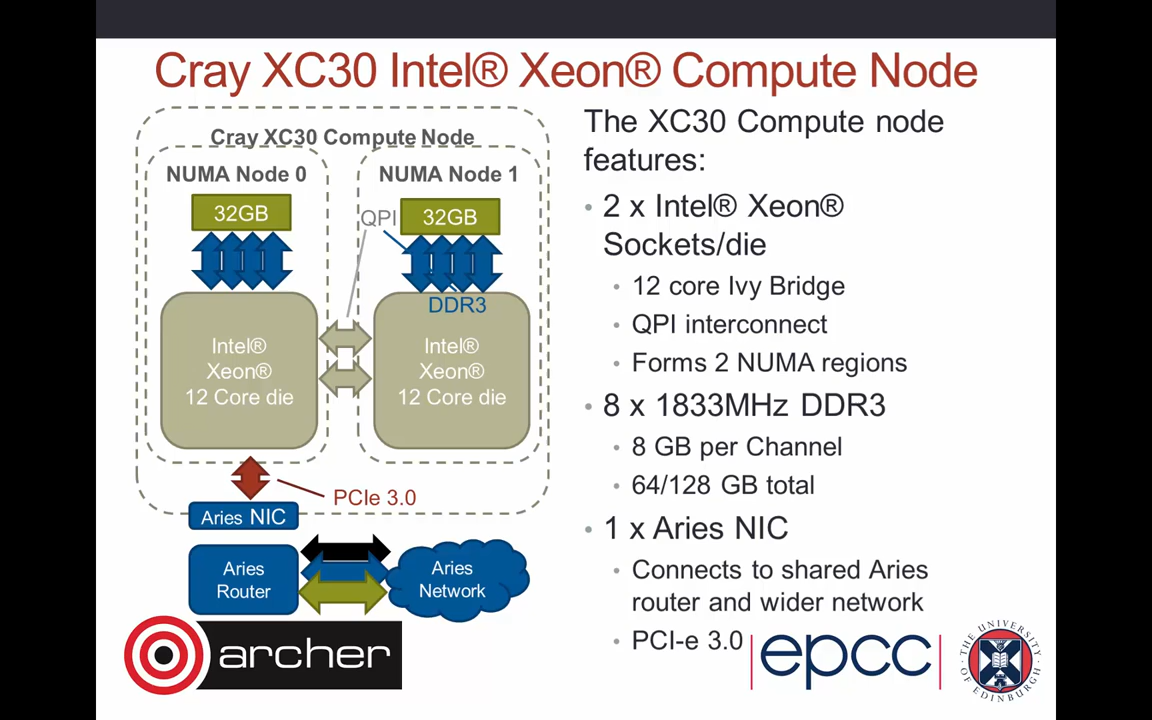 Cray XC30 Intel® Xeon® Compute Node
Cray XC30 Compute Node
NUMA Node 0
NUMA Node 1
32GB
QPI
32GB
DDR3
Intel®
Xeon®
12 Core die
Intel®
Xeon®
12 Core die
PCIe 3.0
Aries NIC
Aries
Router
Aries
Network
The XC30 Compute node
features:
• 2 x Intel® Xeon®
Sockets/die
• 12 core Ivy Bridge
• QPI interconnect
• Forms 2 NUMA regions
• 8 x 1833MHz DDR3
• 8 GB per Channel
• 64/128 GB total
• 1 x Aries NIC
• Connects to shared Aries
router and wider network
• PCI-e 3.0
archer
epcc
THE UNIVERSITY
OF EDINBURGH